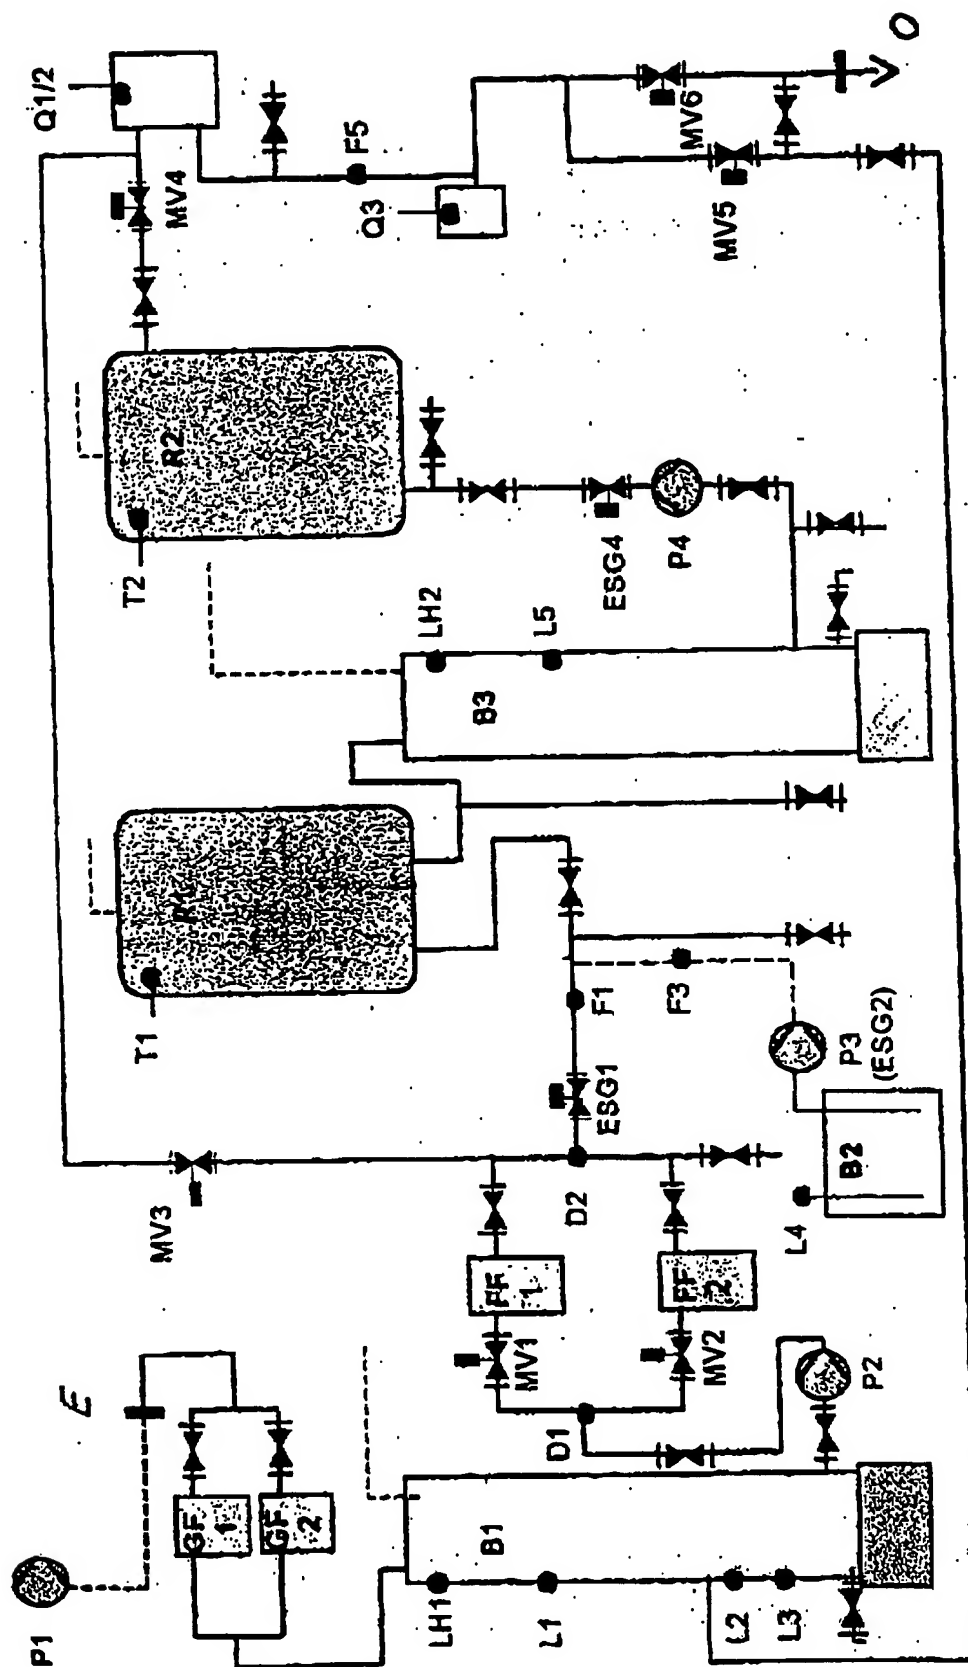 P1
E
GF
1
GF
2
LH1
L1
B1
L2
L3
P2
D1
MV1
MV2
FF
1
FF
2
MV3
D2
ESG1
F1
F3
L4
B2
P3
(ESG2)
T1
R1
B3
LH2
L5
T2
R2
ESG4
P4
MV4
Q1/2
F5
Q3
MV5
MV6
O